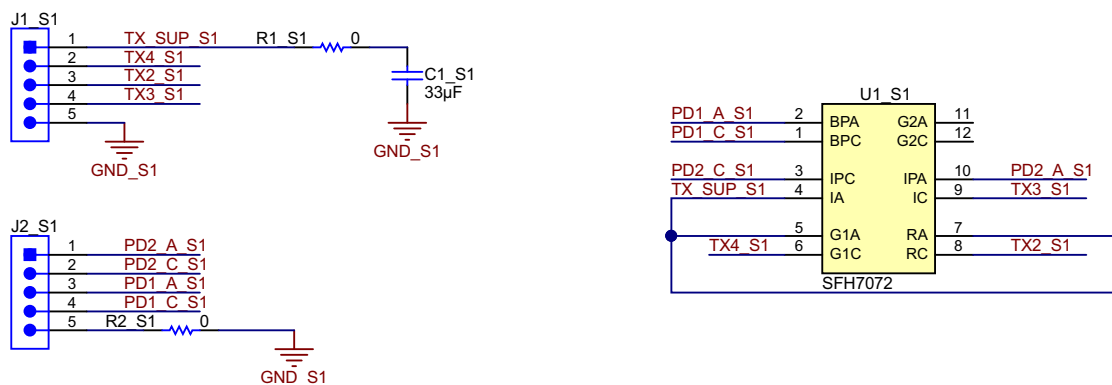 J1_S1
1 TX_SUP_S1 R1_S1 0
2 TX4_S1
3 TX2_S1
4 TX3_S1
5
GND_S1
C1_S1
33µF
GND_S1
J2_S1
1 PD2_A_S1
2 PD2_C_S1
3 PD1_A_S1
4 PD1_C_S1
5 R2_S1 0
GND_S1
U1_S1
PD1_A_S1 2 BPA G2A 11
PD1_C_S1 1 BPC G2C 12
PD2_C_S1 3 IPC IPA 10 PD2_A_S1
TX_SUP_S1 4 IA IC 9 TX3_S1
5 G1A RA 7
TX4_S1 6 G1C RC 8 TX2_S1
SFH7072